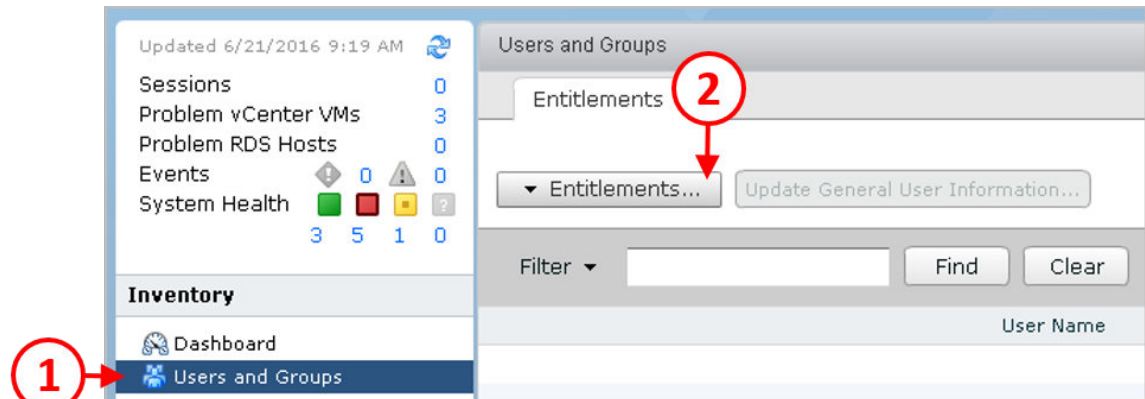 Updated 6/21/2016 9:19 AM
Sessions 0
Problem vCenter VMs 3
Problem RDS Hosts 0
Events 0 0
System Health ?
3 5 1 0
Inventory
Dashboard
1
Users and Groups
Users and Groups
Entitlements
2
Entitlements...
Update General User Information...
Filter
Find
Clear
User Name